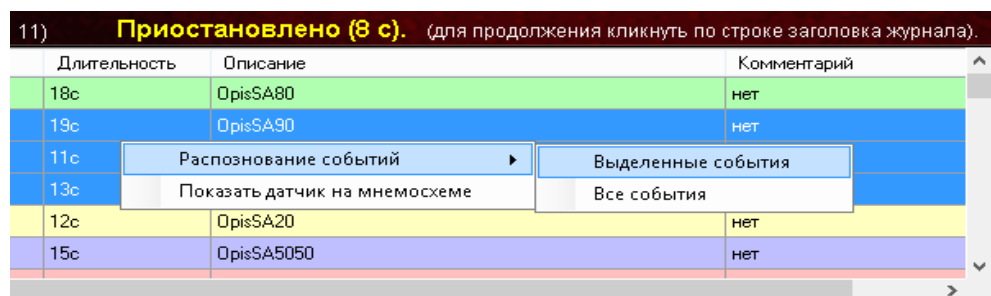 11) Приостановлено (8 с). (для продолжения кликнуть по строке заголовка журнала).
Длительность Описание Комментарий
18с OpisSA80 нет
19с OpisSA90 нет
11с Распознование событий Выделенные события
13с Показать датчик на мнемосхеме Все события
12с OpisSA20 нет
15с OpisSA5050 нет